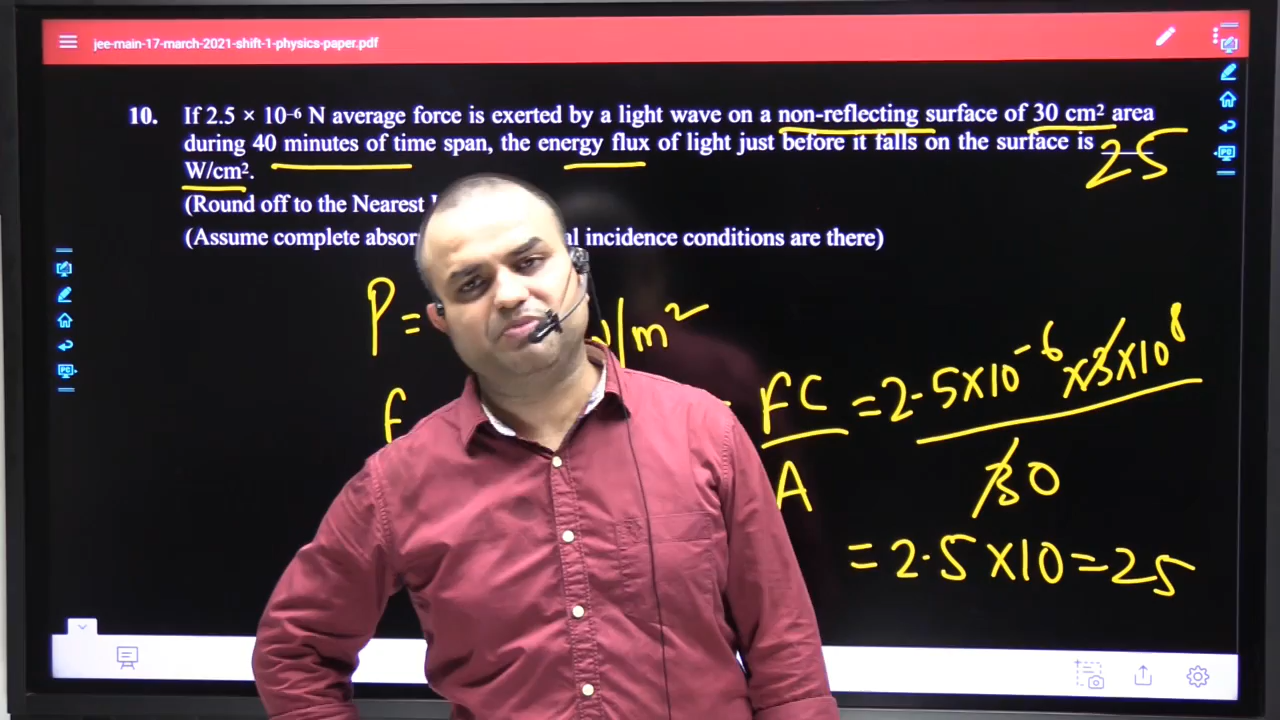 jee-main-17-march-2021-shift-1-physics-paper.pdf
10. If 2.5 × 10⁻⁶ N average force is exerted by a light wave on a non-reflecting surface of 30 cm² area
during 40 minutes of time span, the energy flux of light just before it falls on the surface is 25
W/cm².
(Round off to the Nearest
(Assume complete incidence conditions are there)
P = /m²
FC/A = 2.5×10⁻⁶×3×10⁸/30
= 2.5×10=25